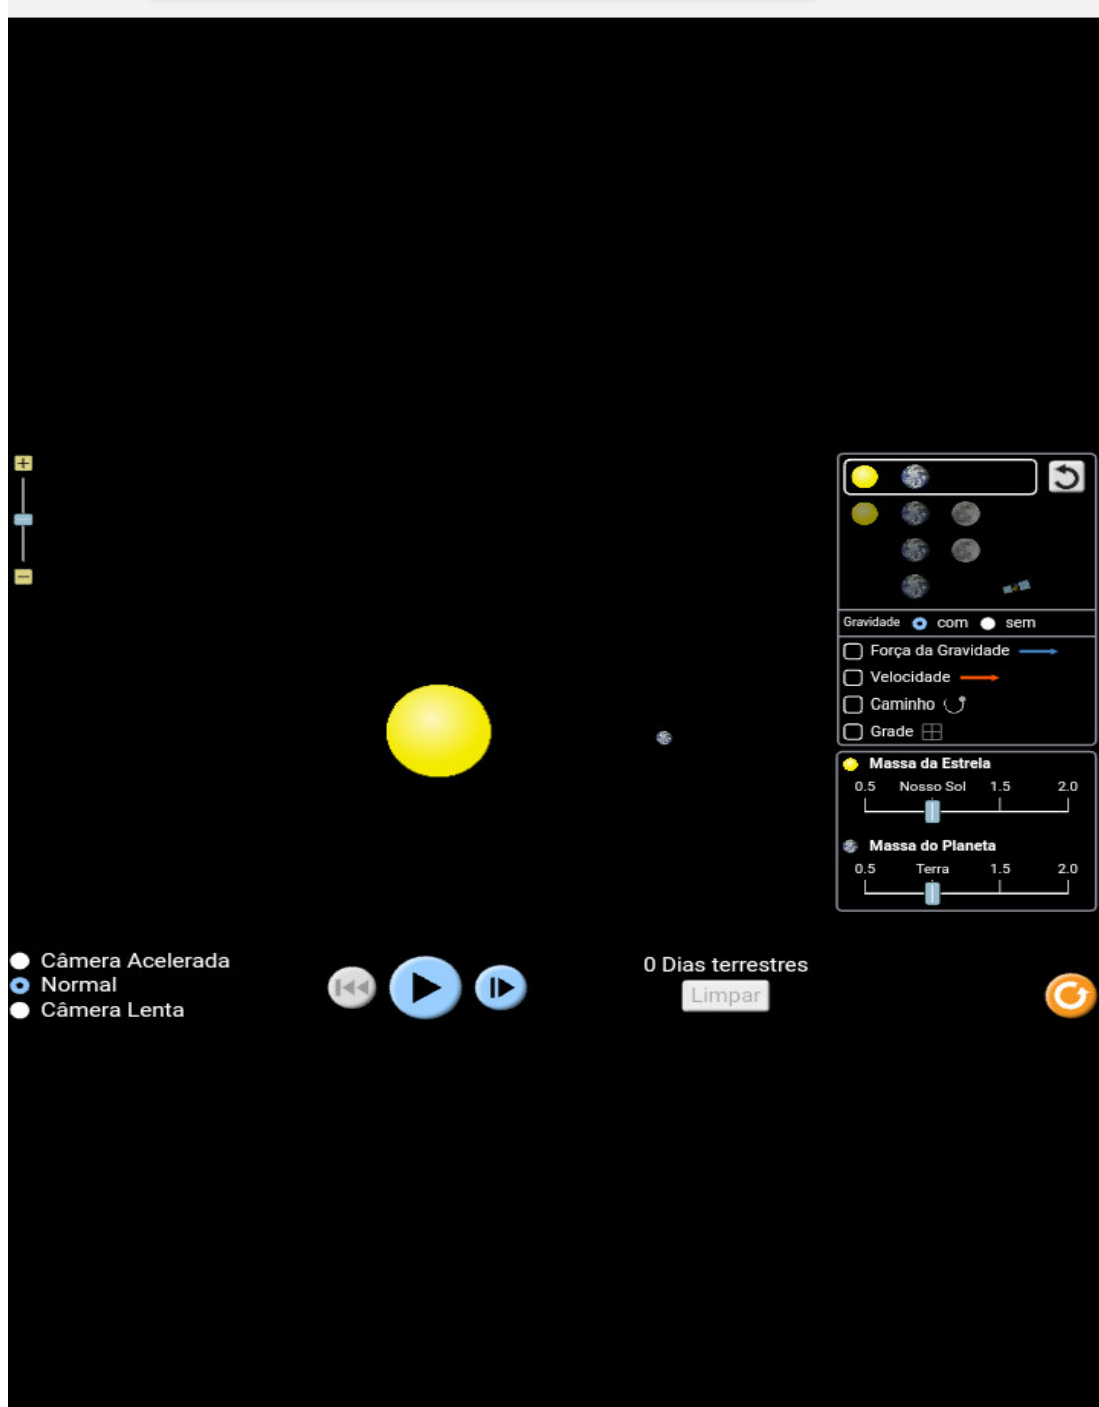 Gravidade com sem
Força da Gravidade
Velocidade
Caminho
Grade
Massa da Estrela
0.5 Nosso Sol 1.5 2.0
Massa do Planeta
0.5 Terra 1.5 2.0
Câmera Acelerada
Normal
Câmera Lenta
0 Dias terrestres
Limpar